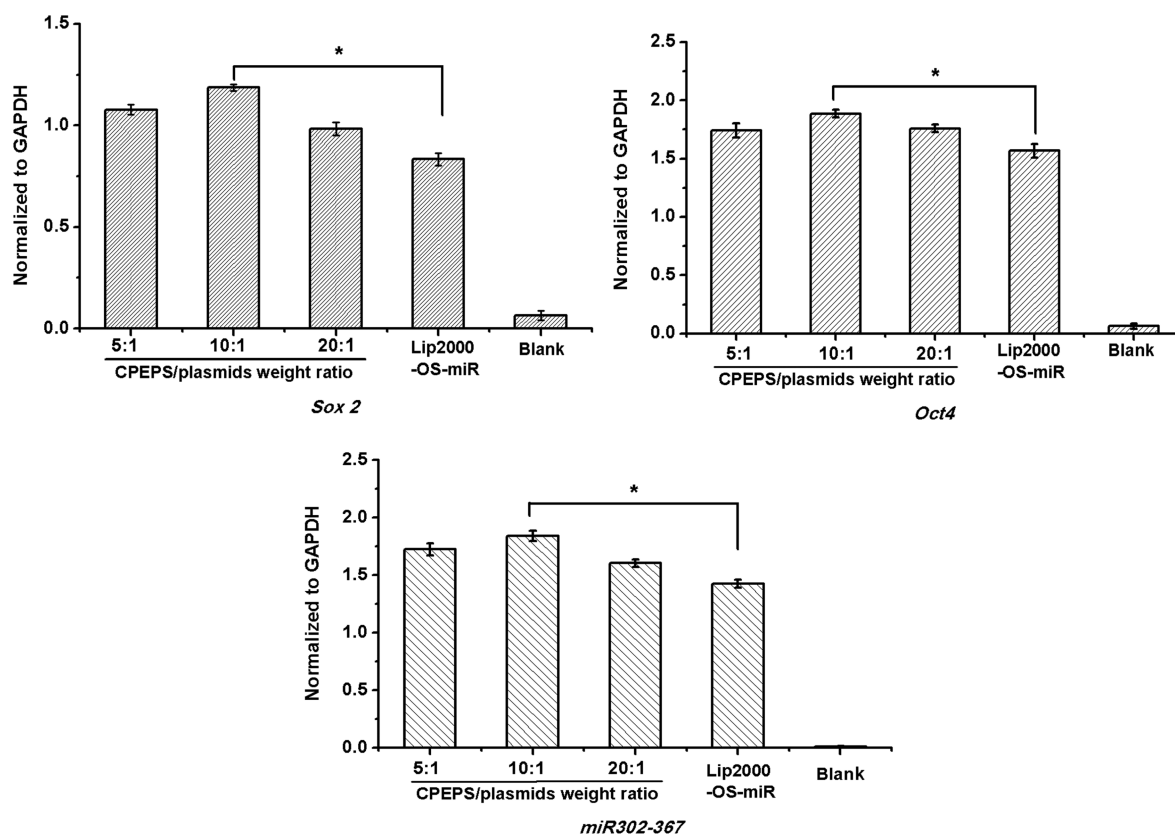 *
Normalized to GAPDH
1.5
1.0
0.5
0.0
5:1 10:1 20:1 Lip2000 Blank
-OS-miR
CPEPS/plasmids weight ratio
Sox 2
*
Normalized to GAPDH
2.5
2.0
1.5
1.0
0.5
0.0
5:1 10:1 20:1 Lip2000 Blank
-OS-miR
CPEPS/plasmids weight ratio
Oct4
*
Normalized to GAPDH
2.5
2.0
1.5
1.0
0.5
0.0
5:1 10:1 20:1 Lip2000 Blank
-OS-miR
CPEPS/plasmids weight ratio
miR302-367